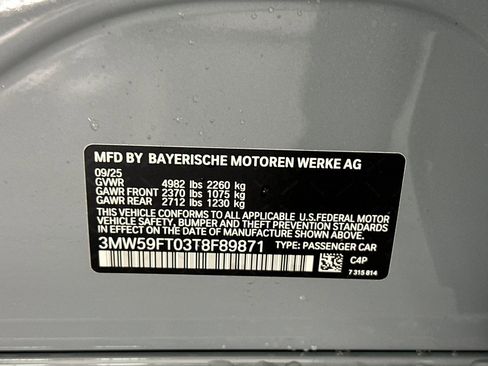 MFD BY BAYERISCHE MOTOREN WERKE AG
09/25
GVWR 4982 lbs 2260 kg
GAWR FRONT 2370 lbs 1075 kg
GAWR REAR 2712 lbs 1230 kg
THIS VEHICLE CONFORMS TO ALL APPLICABLE U.S.FEDERAL MOTOR
VEHICLE SAFETY, BUMPER AND THEFT PREVENTION STANDARDS
IN EFFECT ON THE DATE OF MANUFACTURE SHOWN ABOVE.
3MW59FT03T8F89871 TYPE: PASSENGER CAR
C4P
7 315 814